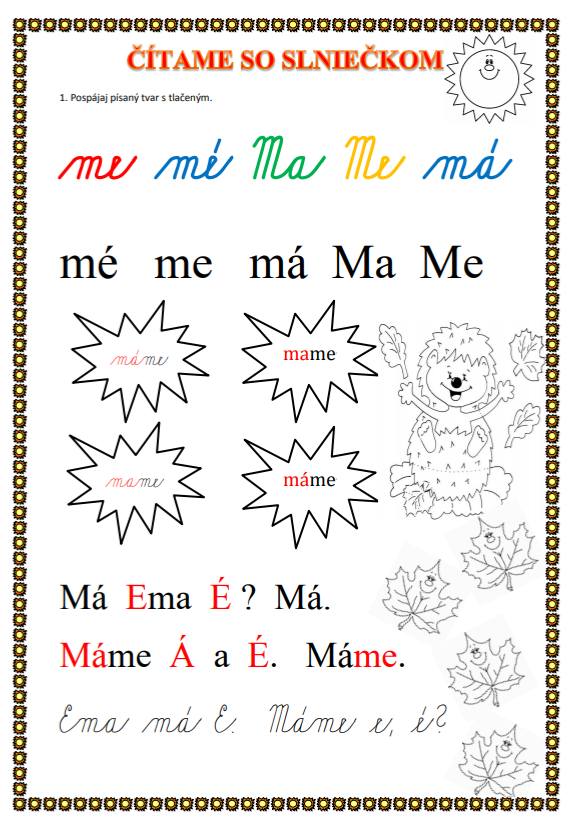 ČÍTAME SO SLNIEČKOM
1. Pospájaj písaný tvar s tlačeným.
me mé Ma Me má
mé me má Ma Me
máme mame
mame máme
Má Ema É ? Má.
Máme Á a É. Máme.
Ema má E. Máme e, é?